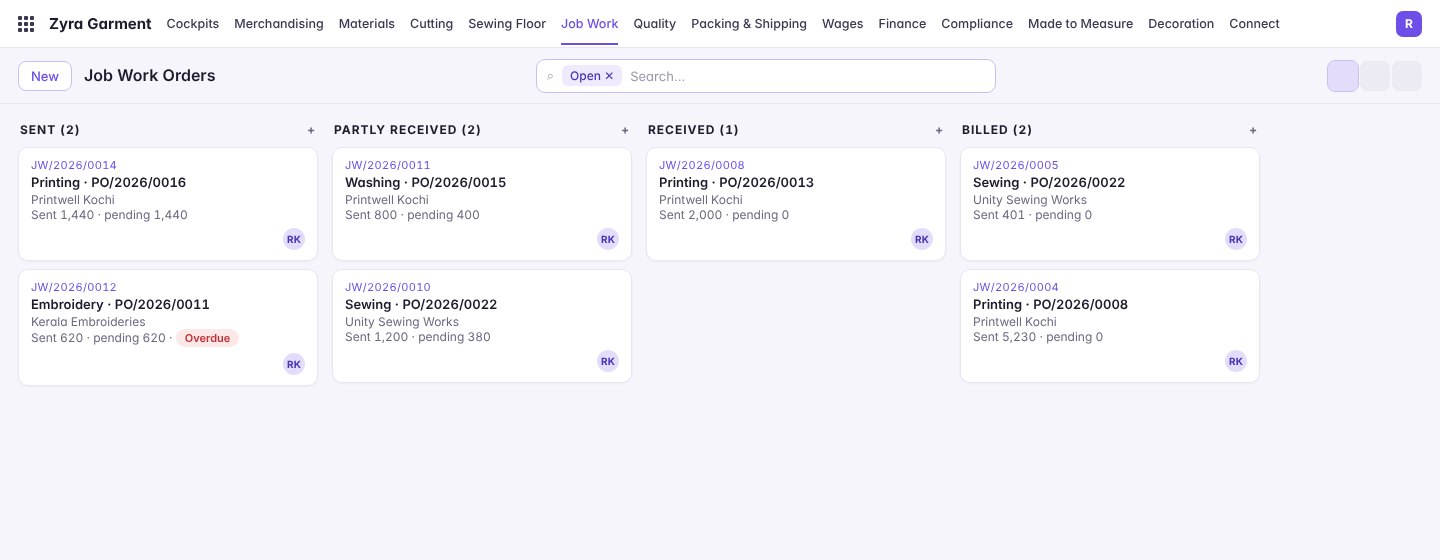 Zyra Garment Cockpits Merchandising Materials Cutting Sewing Floor Job Work Quality Packing & Shipping Wages Finance Compliance Made to Measure Decoration Connect R
New Job Work Orders Open ✕ Search...
SENT (2) +
JW/2026/0014
Printing · PO/2026/0016
Printwell Kochi
Sent 1,440 · pending 1,440
RK
JW/2026/0012
Embroidery · PO/2026/0011
Kerala Embroideries
Sent 620 · pending 620 · Overdue
RK
PARTLY RECEIVED (2) +
JW/2026/0011
Washing · PO/2026/0015
Printwell Kochi
Sent 800 · pending 400
RK
JW/2026/0010
Sewing · PO/2026/0022
Unity Sewing Works
Sent 1,200 · pending 380
RK
RECEIVED (1) +
JW/2026/0008
Printing · PO/2026/0013
Printwell Kochi
Sent 2,000 · pending 0
RK
BILLED (2) +
JW/2026/0005
Sewing · PO/2026/0022
Unity Sewing Works
Sent 401 · pending 0
RK
JW/2026/0004
Printing · PO/2026/0008
Printwell Kochi
Sent 5,230 · pending 0
RK